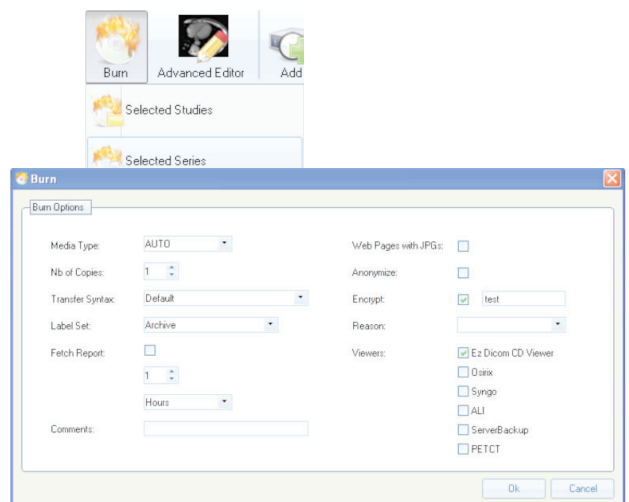 Burn
Advanced Editor
Add
Selected Studies
Selected Series
Burn
Burn Options
Media Type: AUTO
Nb of Copies: 1
Transfer Syntax: Default
Label Set: Archive
Fetch Report:
1
Hours
Comments:
Web Pages with JPGs:
Anonymize:
Encrypt: test
Reason:
Viewers: Ez Dicom CD Viewer
Osirix
Syngo
ALI
ServerBackup
PETCT
Ok
Cancel